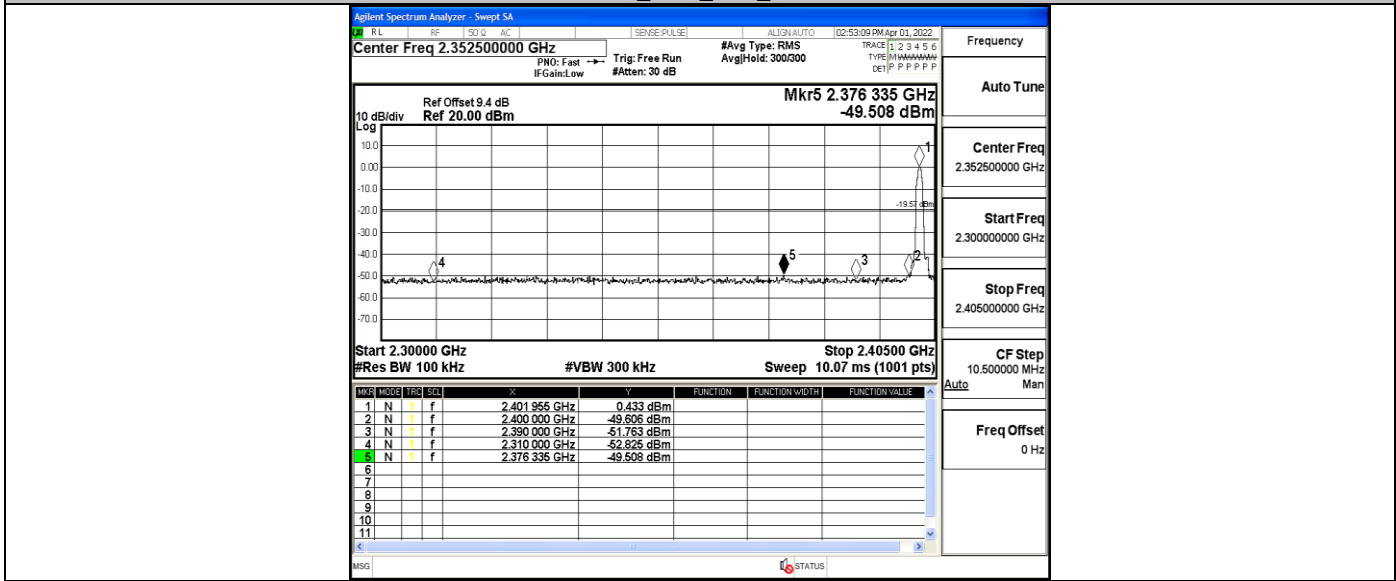 Agilent Spectrum Analyzer - Swept SA
RL RF 50 Ω AC SENSE:PULSE ALIGNAUTO 02:53:09 PM Apr 01, 2022
Center Freq 2.352500000 GHz
PNO: Fast
IFGain:Low
Trig: Free Run
#Atten: 30 dB
#Avg Type: RMS
Avg|Hold: 300/300
TRACE 1 2 3 4 5 6
TYPE MWWWWW
DET P P P P P P
Ref Offset 9.4 dB
10 dB/div Ref 20.00 dBm
Log
Mkr5 2.376 335 GHz
-49.508 dBm
10.0
0.00
-10.0
-20.0
-30.0
-40.0
-50.0
-60.0
-70.0
1
-19.57 dBm
4
5
3
2
Start 2.30000 GHz Stop 2.40500 GHz
#Res BW 100 kHz #VBW 300 kHz Sweep 10.07 ms (1001 pts)
MKR MODE TRC SCL X Y FUNCTION FUNCTION WIDTH FUNCTION VALUE
1 N 1 f 2.401 955 GHz 0.433 dBm
2 N 1 f 2.400 000 GHz -49.606 dBm
3 N 1 f 2.390 000 GHz -51.763 dBm
4 N 1 f 2.310 000 GHz -52.825 dBm
5 N 1 f 2.376 335 GHz -49.508 dBm
6
7
8
9
10
11
MSG STATUS
Frequency
Auto Tune
Center Freq
2.352500000 GHz
Start Freq
2.300000000 GHz
Stop Freq
2.405000000 GHz
CF Step
10.500000 MHz
Auto Man
Freq Offset
0 Hz